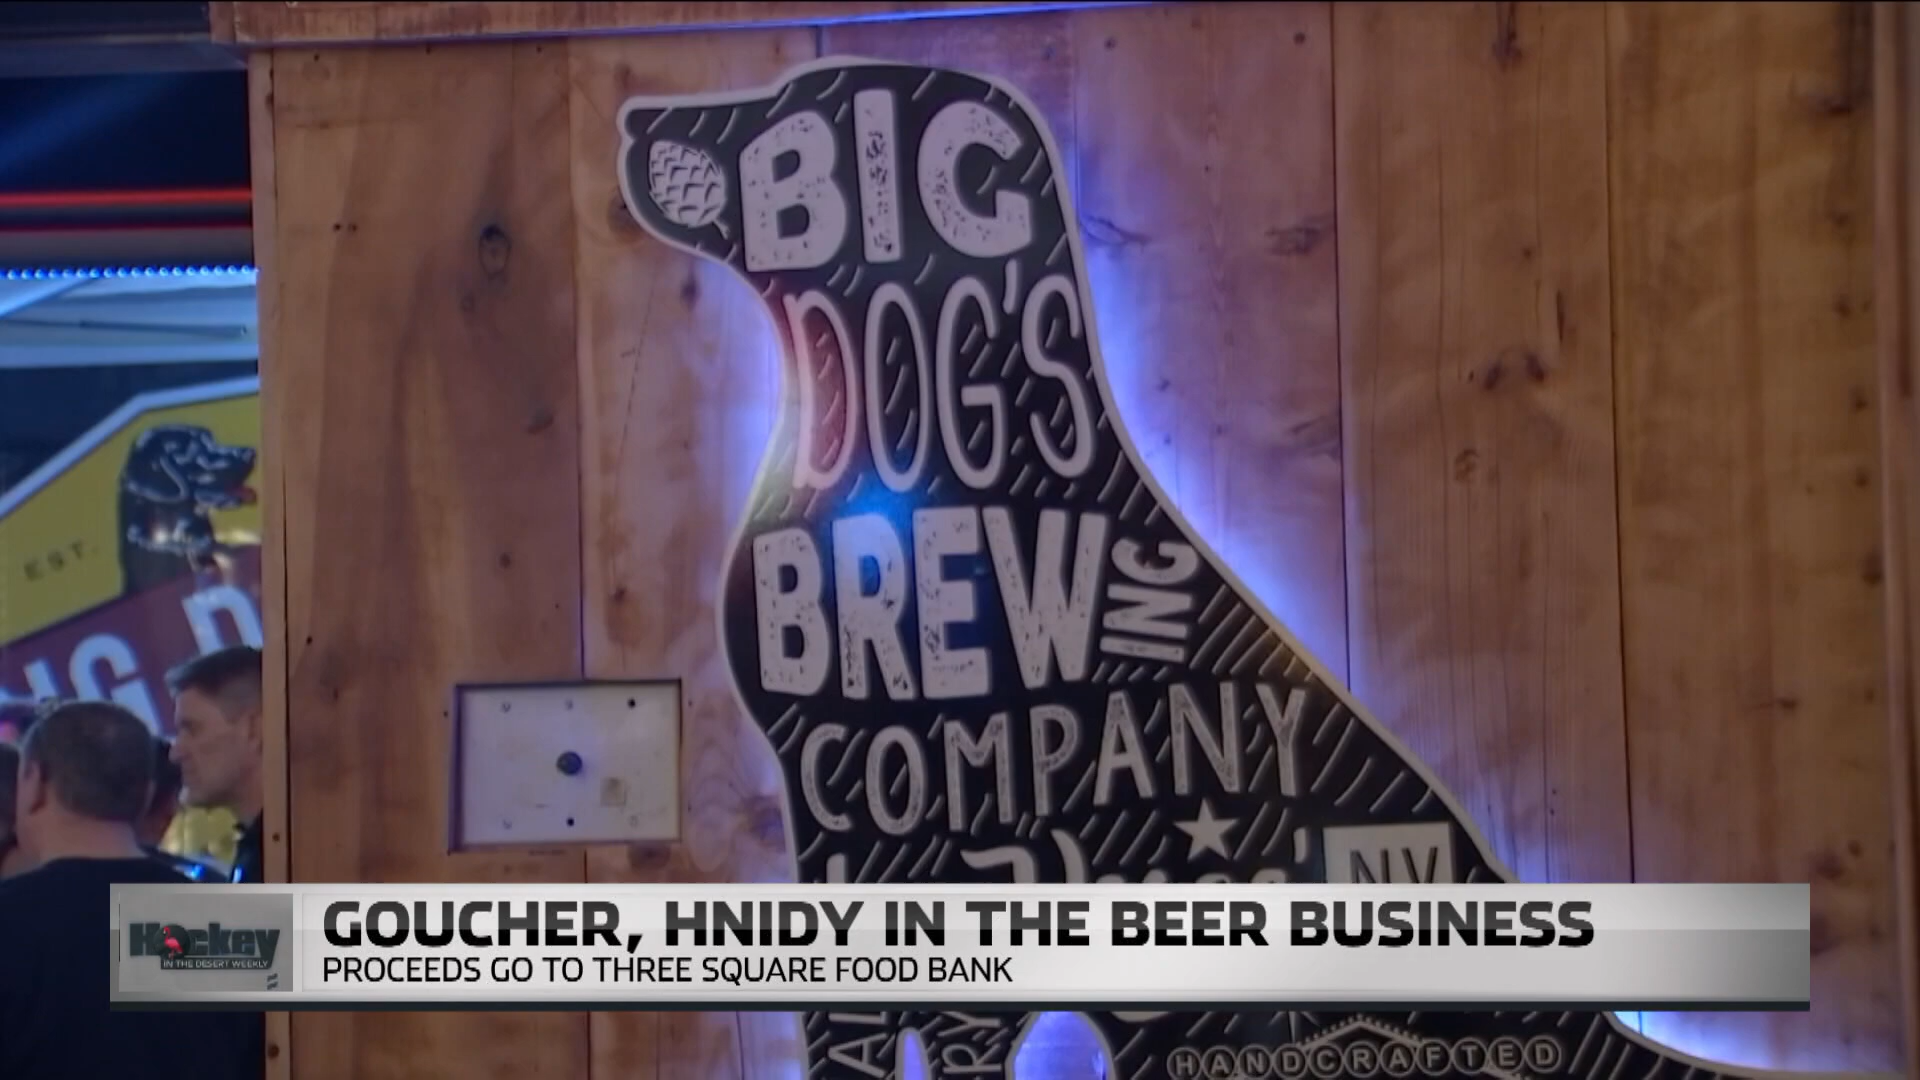 BIG
DOG'S
BREWING
COMPANY
NV
EST.
HANDCRAFTED
Hockey
IN THE DESERT WEEKLY
GOUCHER, HNIDY IN THE BEER BUSINESS
PROCEEDS GO TO THREE SQUARE FOOD BANK